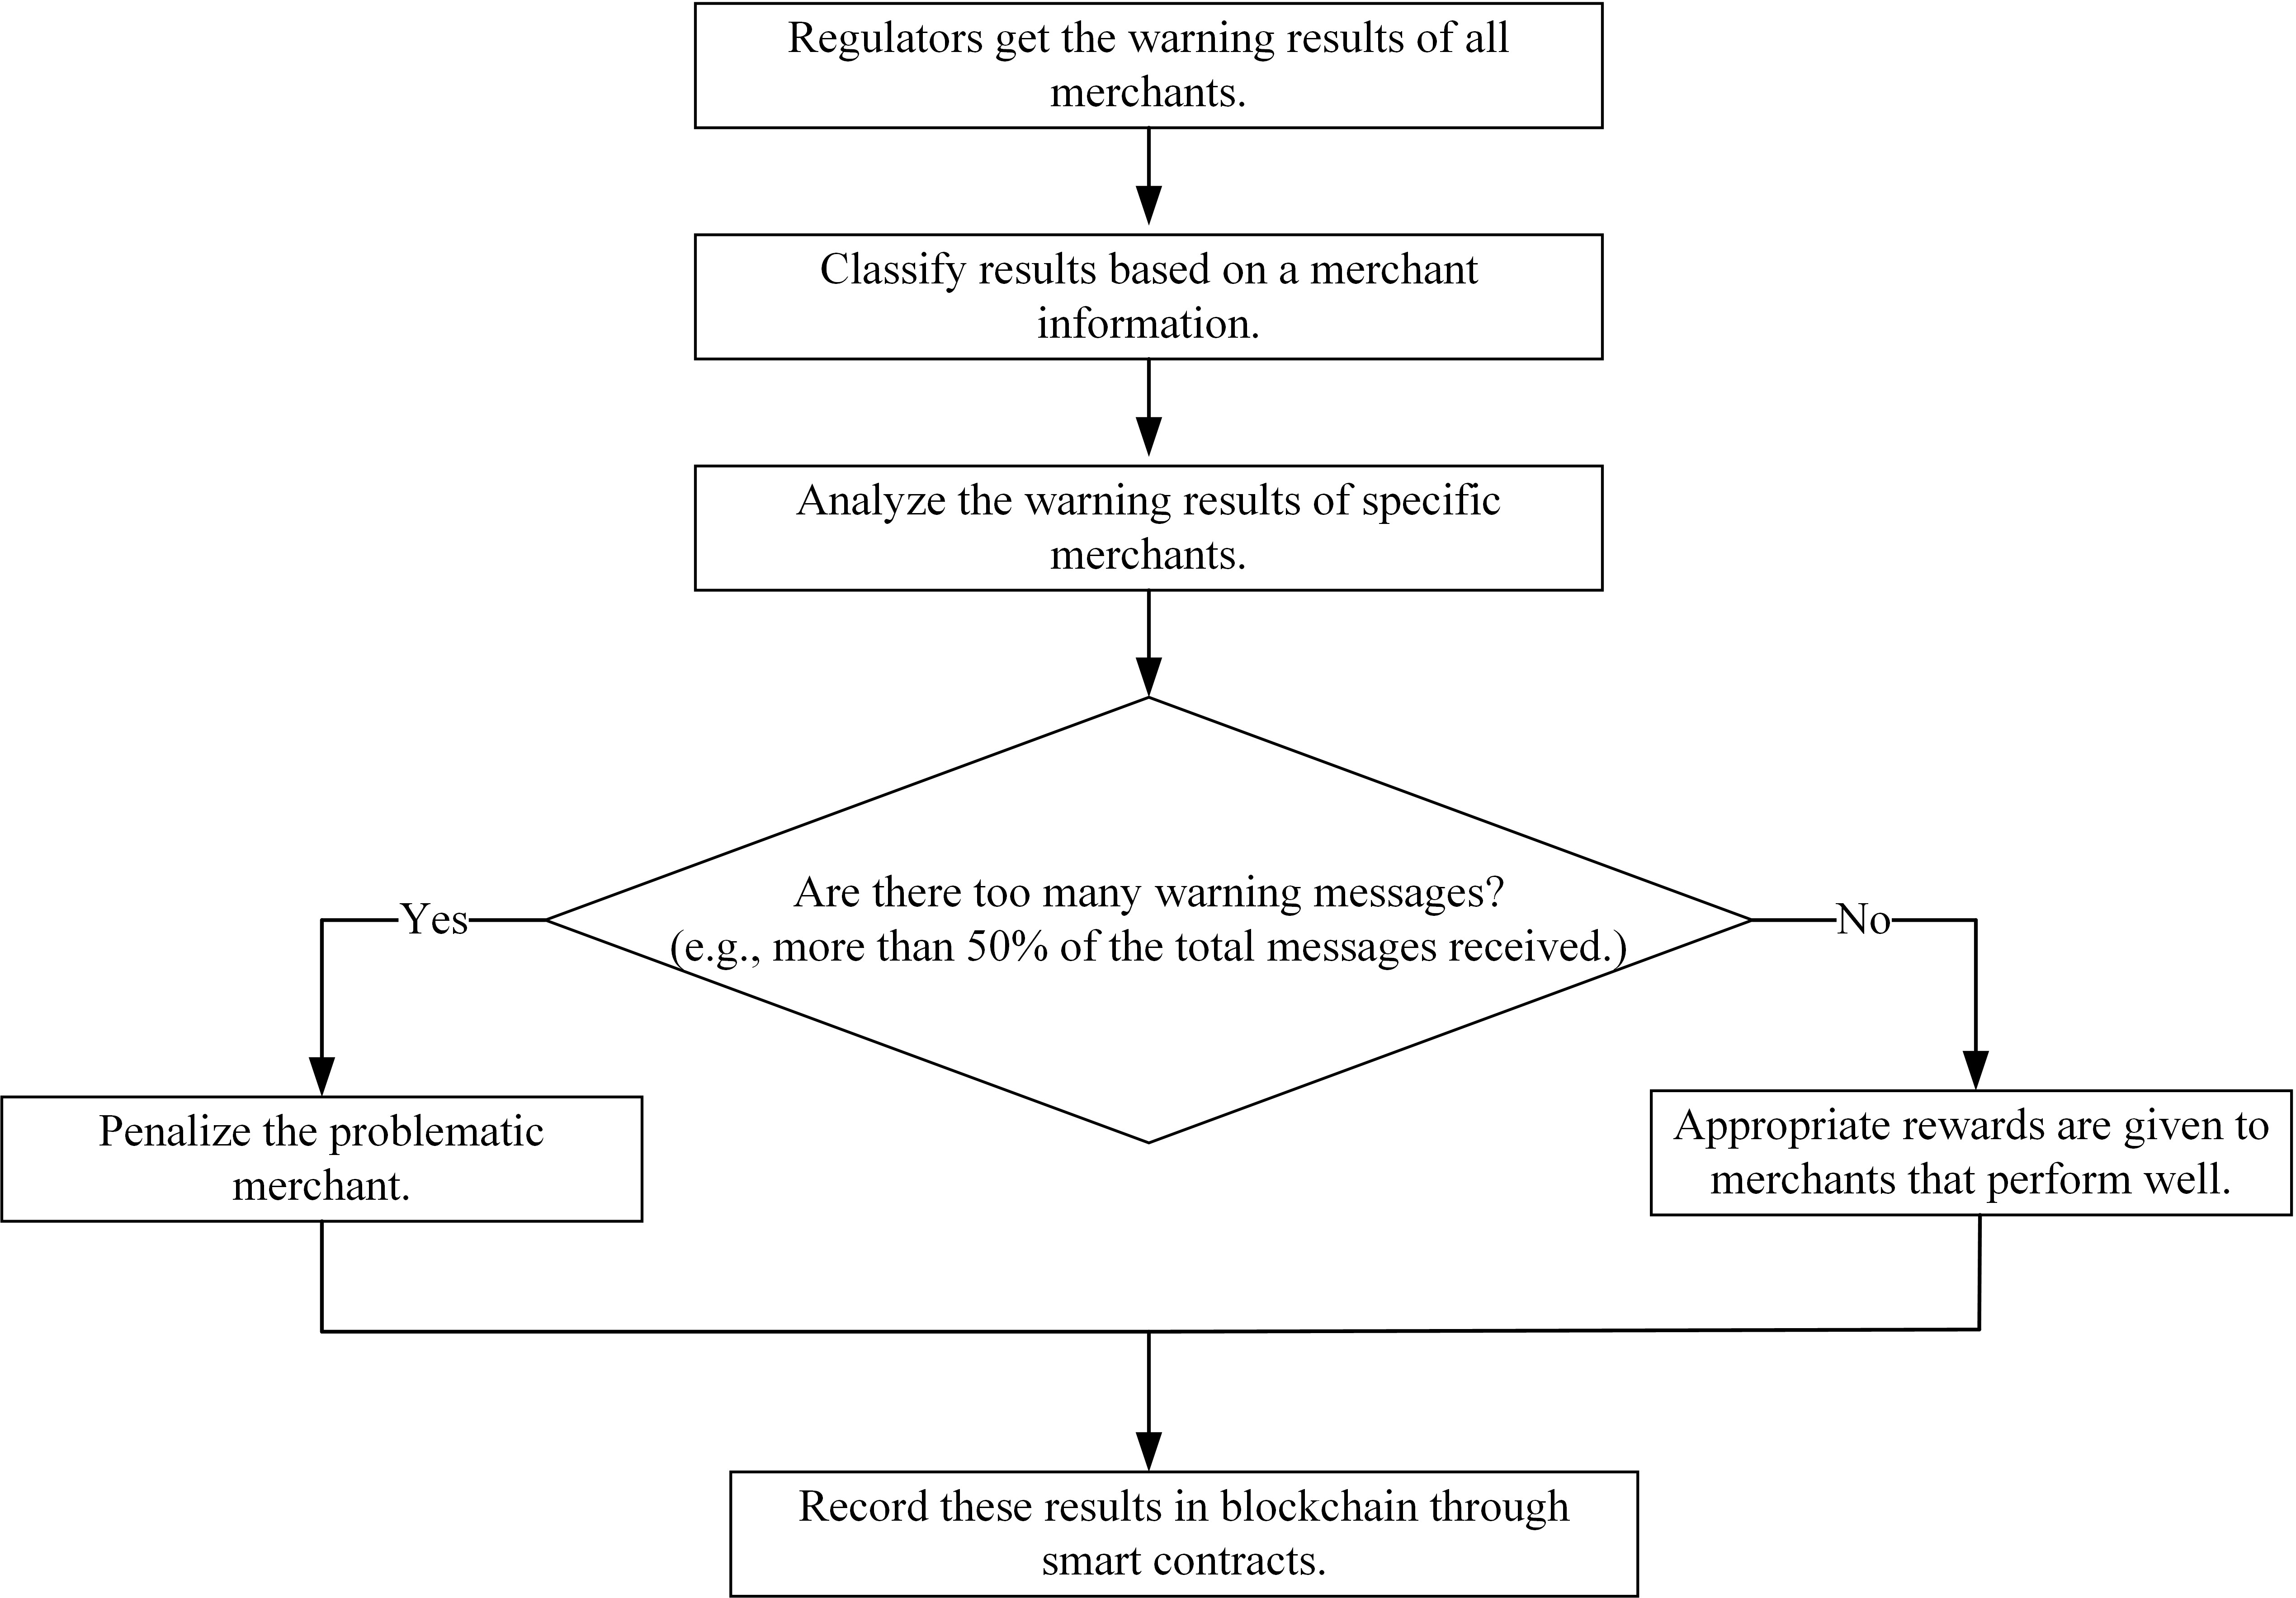 Regulators get the warning results of all
merchants.
Classify results based on a merchant
information.
Analyze the warning results of specific
merchants.
Are there too many warning messages?
(e.g., more than 50% of the total messages received.)
Yes
No
Penalize the problematic
merchant.
Appropriate rewards are given to
merchants that perform well.
Record these results in blockchain through
smart contracts.